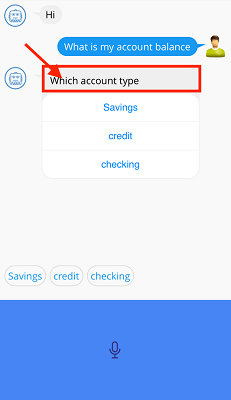 Hi
What is my account balance
Which account type
Savings
credit
checking
Savings credit checking